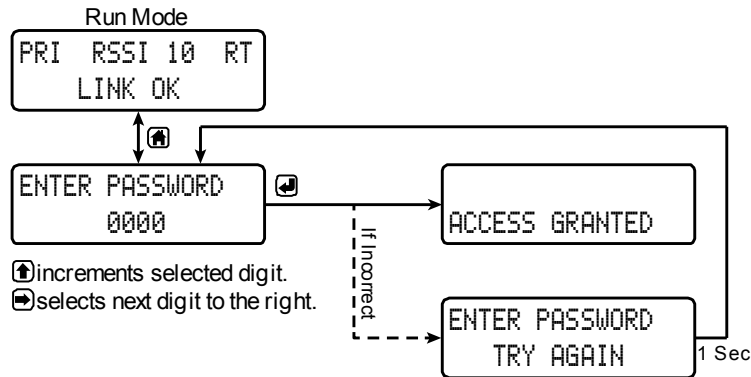 Run Mode
PRI RSSI 10 RT
LINK OK
ENTER PASSWORD
0000
ACCESS GRANTED
increments selected digit.
selects next digit to the right.
If Incorrect
ENTER PASSWORD
TRY AGAIN
1 Sec